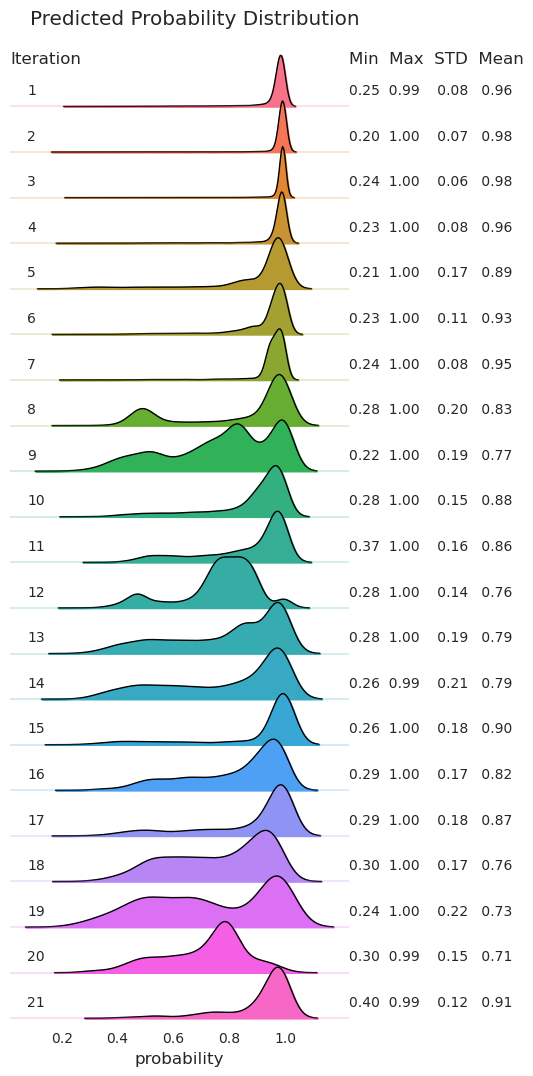 Predicted Probability Distribution
Iteration Min Max STD Mean
1 0.25 0.99 0.08 0.96
2 0.20 1.00 0.07 0.98
3 0.24 1.00 0.06 0.98
4 0.23 1.00 0.08 0.96
5 0.21 1.00 0.17 0.89
6 0.23 1.00 0.11 0.93
7 0.24 1.00 0.08 0.95
8 0.28 1.00 0.20 0.83
9 0.22 1.00 0.19 0.77
10 0.28 1.00 0.15 0.88
11 0.37 1.00 0.16 0.86
12 0.28 1.00 0.14 0.76
13 0.28 1.00 0.19 0.79
14 0.26 0.99 0.21 0.79
15 0.26 1.00 0.18 0.90
16 0.29 1.00 0.17 0.82
17 0.29 1.00 0.18 0.87
18 0.30 1.00 0.17 0.76
19 0.24 1.00 0.22 0.73
20 0.30 0.99 0.15 0.71
21 0.40 0.99 0.12 0.91
0.2 0.4 0.6 0.8 1.0
probability